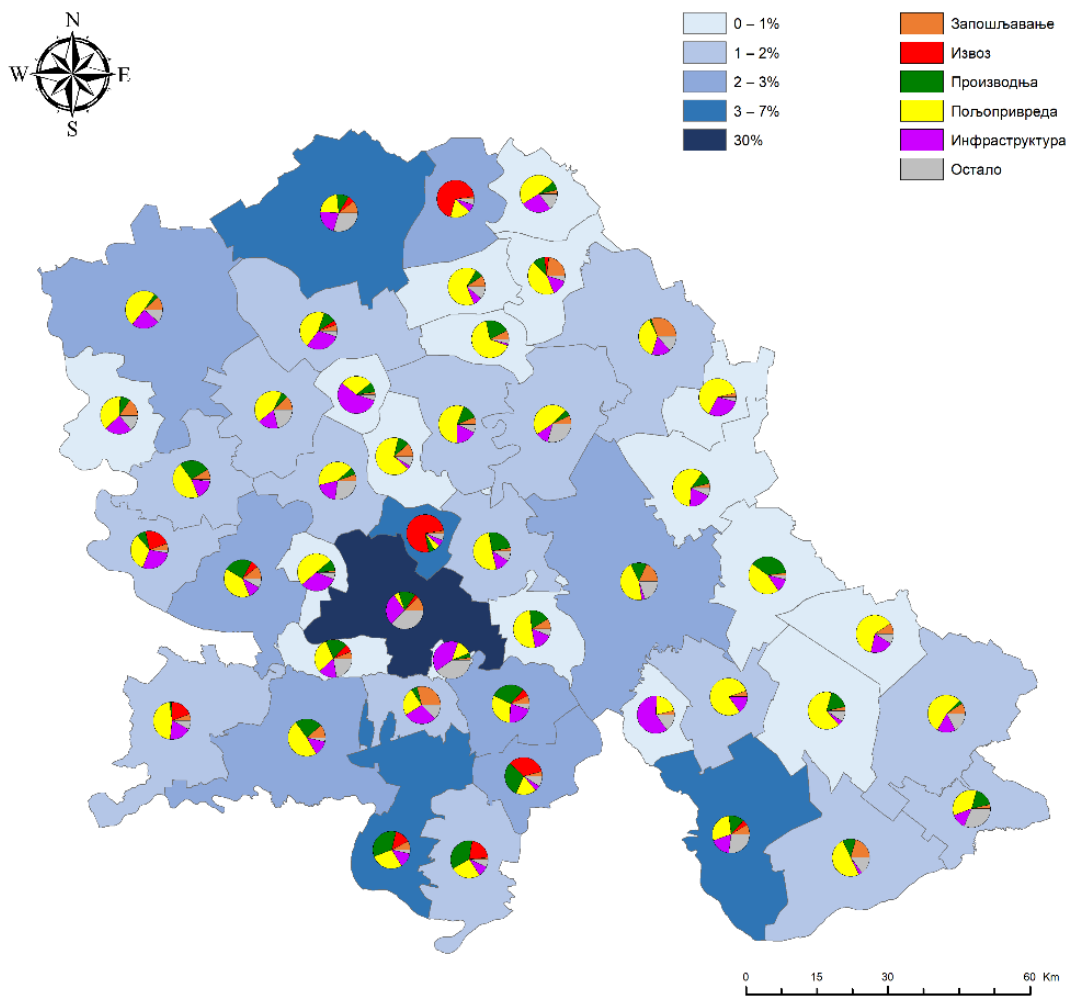 N
W E
S
0 – 1%
1 – 2%
2 – 3%
3 – 7%
30%
Запошљавање
Извоз
Производња
Пољопривреда
Инфраструктура
Остало
0 15 30 60 Km